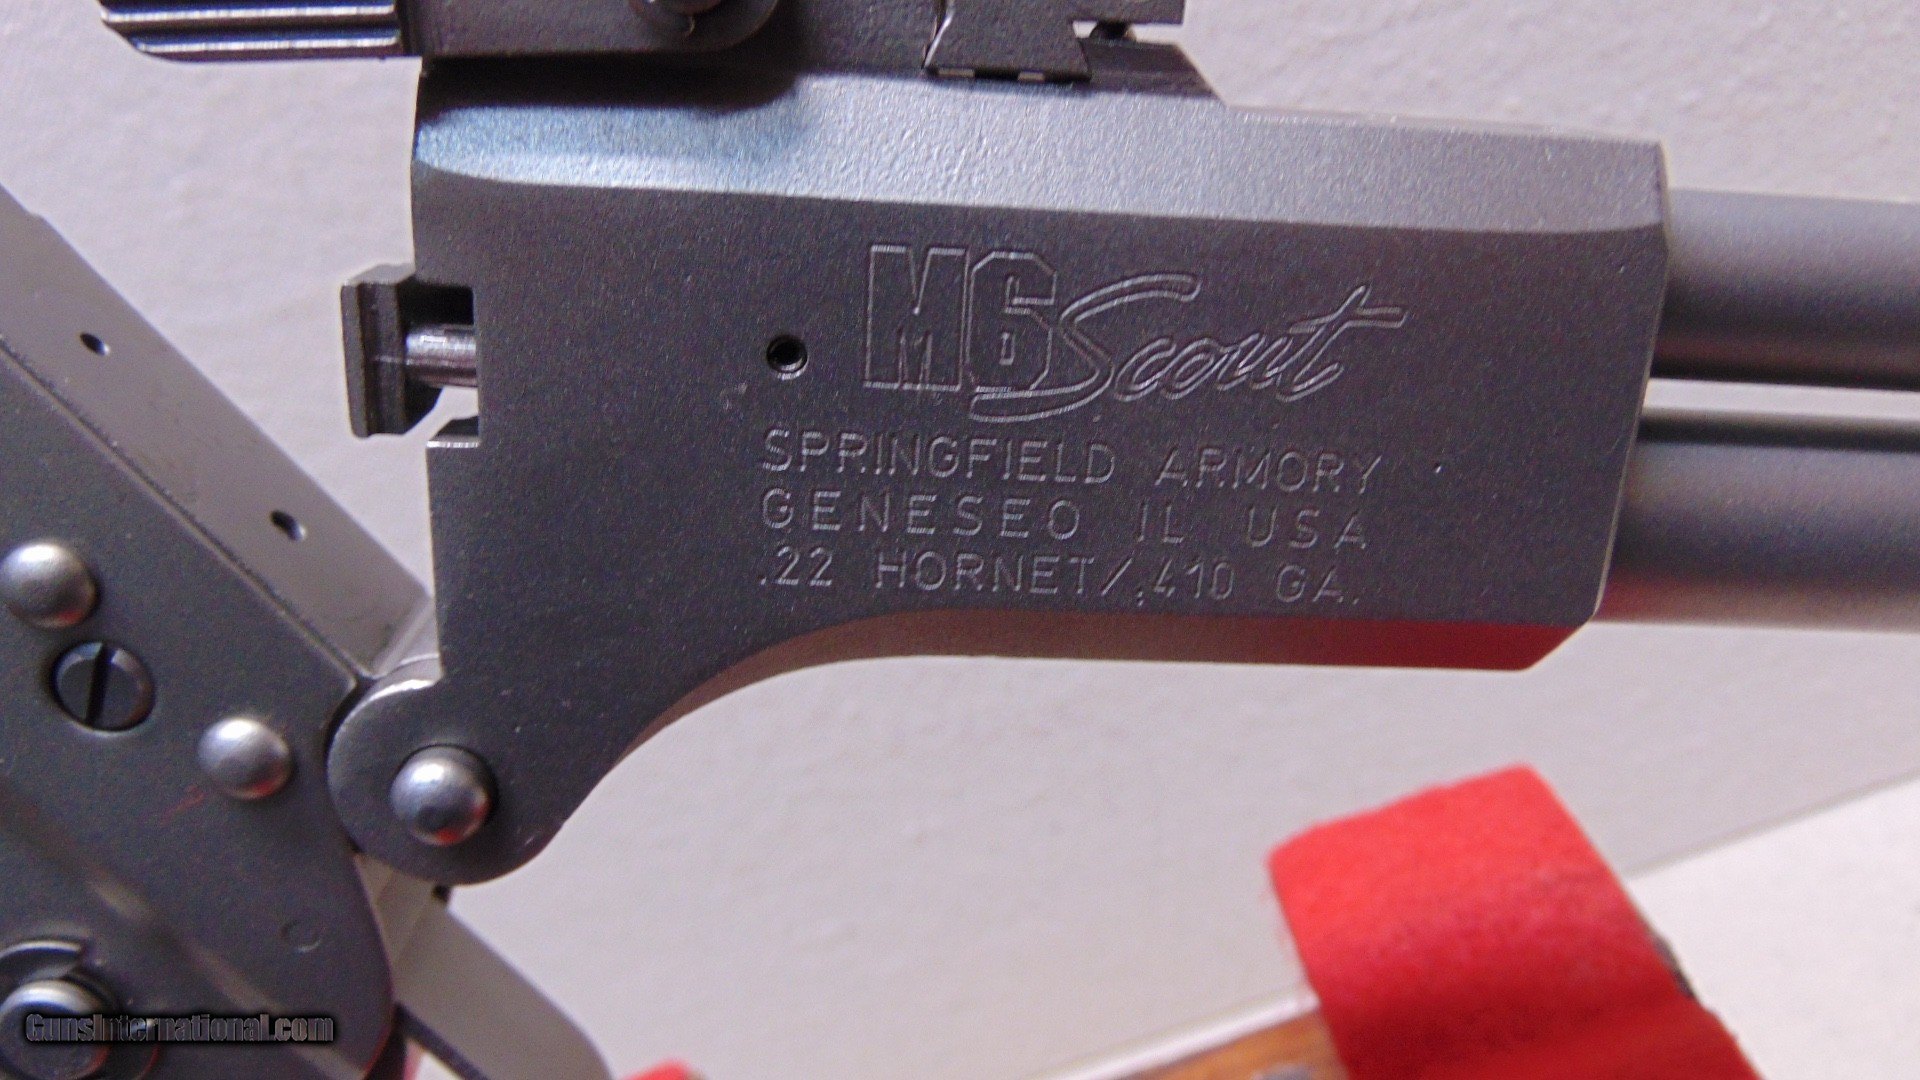 M6 Scout
SPRINGFIELD ARMORY
GENESEO IL USA
.22 HORNET/.410 GA.
GunsInternational.com